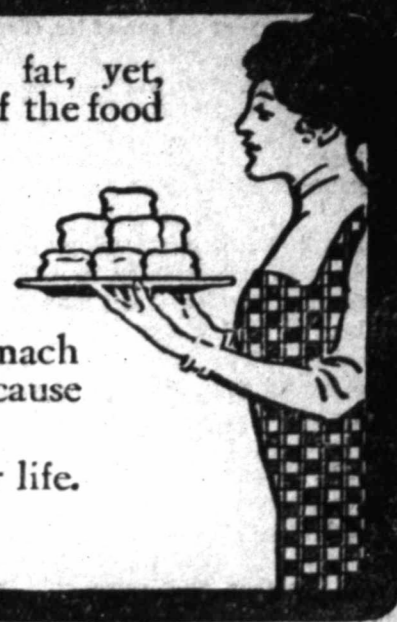 fat, yet,
f the food
nach
cause
life.